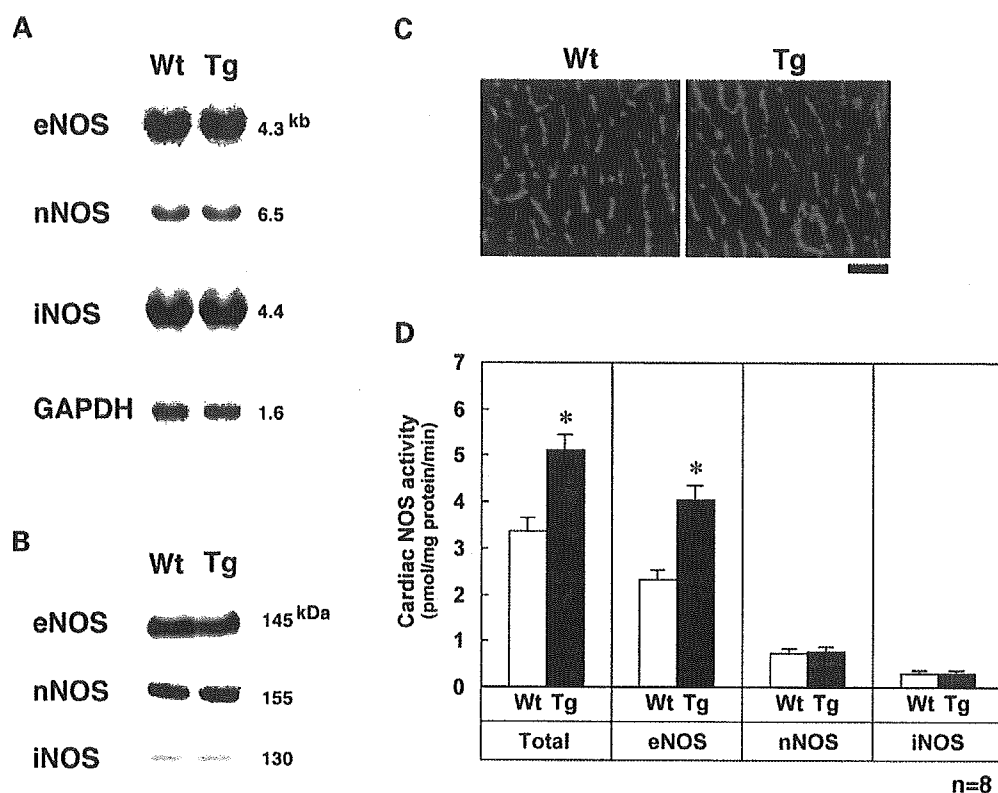 A
Wt Tg
eNOS 4.3 kb
nNOS 6.5
iNOS 4.4
GAPDH 1.6
B
Wt Tg
eNOS 145 kDa
nNOS 155
iNOS 130
C
Wt Tg
D
Cardiac NOS activity
(pmol/mg protein/min)
7
6
5
4
3
2
1
0
* *
Wt Tg Wt Tg Wt Tg Wt Tg
Total eNOS nNOS iNOS
n=8